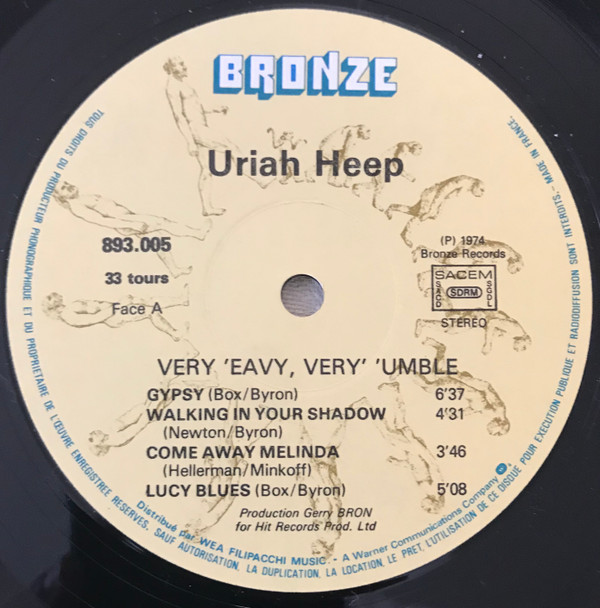 BRONZE
Uriah Heep
893.005
33 tours
Face A
(P) 1974
Bronze Records
SACEM
SACD
SDRM
SGDL
STEREO
VERY 'EAVY, VERY' 'UMBLE
GYPSY (Box/Byron) 6'37
WALKING IN YOUR SHADOW 4'31
(Newton/Byron)
COME AWAY MELINDA 3'46
(Hellerman/Minkoff)
LUCY BLUES (Box/Byron) 5'08
Production Gerry BRON
for Hit Records Prod. Ltd
Distribué par WEA FILIPACCHI MUSIC. - A Warner Communications Company
TOUS DROITS DU PRODUCTEUR PHONOGRAPHIQUE ET DU PROPRIETAIRE DE L'ŒUVRE ENREGISTREE RESERVES. SAUF AUTORISATION, LA DUPLICATION, LA LOCATION, LE PRET, L'UTILISATION DE CE DISQUE POUR EXECUTION PUBLIQUE ET RADIODIFFUSION SONT INTERDITS. - MADE IN FRANCE.